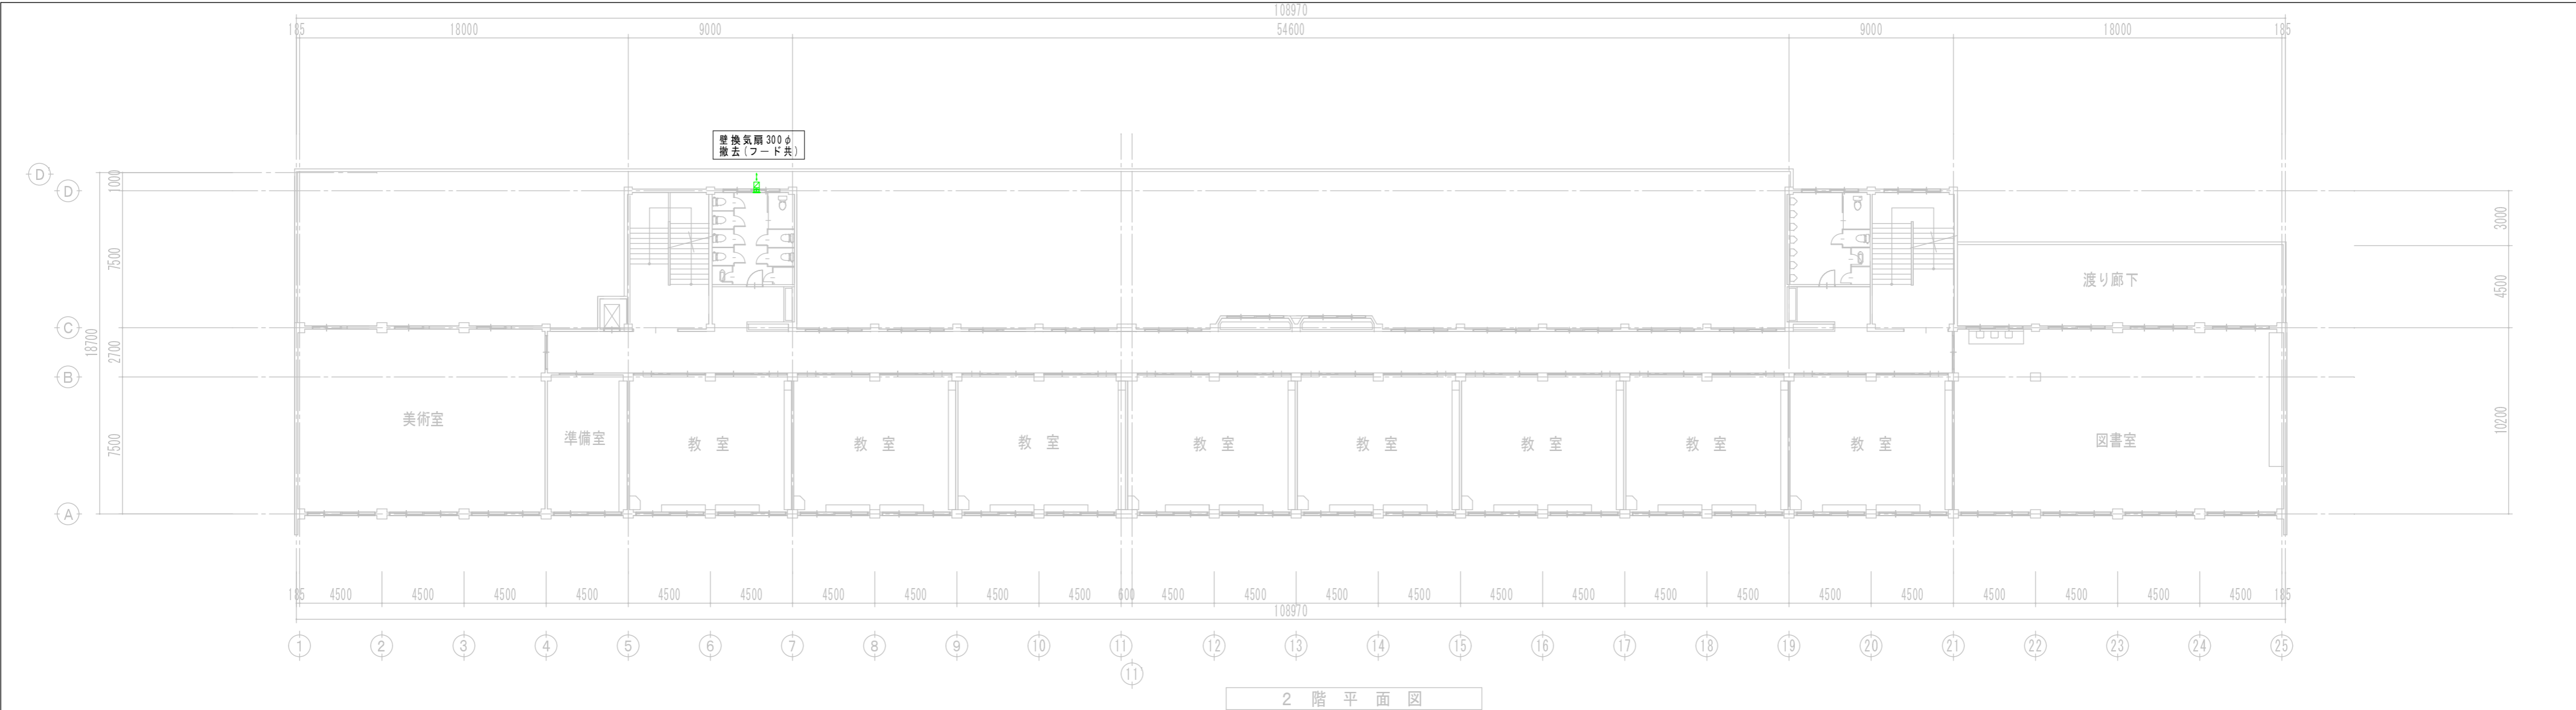 108970
185 18000 9000 54600 9000 18000 185
壁換気扇300φ
撤去(フード共)
D
D
1000
7500
3000
渡り廊下
4500
C
18700
2700
B
美術室 準備室 教 室 教 室 教 室 教 室 教 室 教 室 教 室 教 室 図書室
7500
10200
A
185 4500 4500 4500 4500 4500 4500 4500 4500 4500 4500 600 4500 4500 4500 4500 4500 4500 4500 4500 4500 4500 4500 4500 4500 4500 185
108970
1 2 3 4 5 6 7 8 9 10 11 12 13 14 15 16 17 18 19 20 21 22 23 24 25
11
2 階 平 面 図